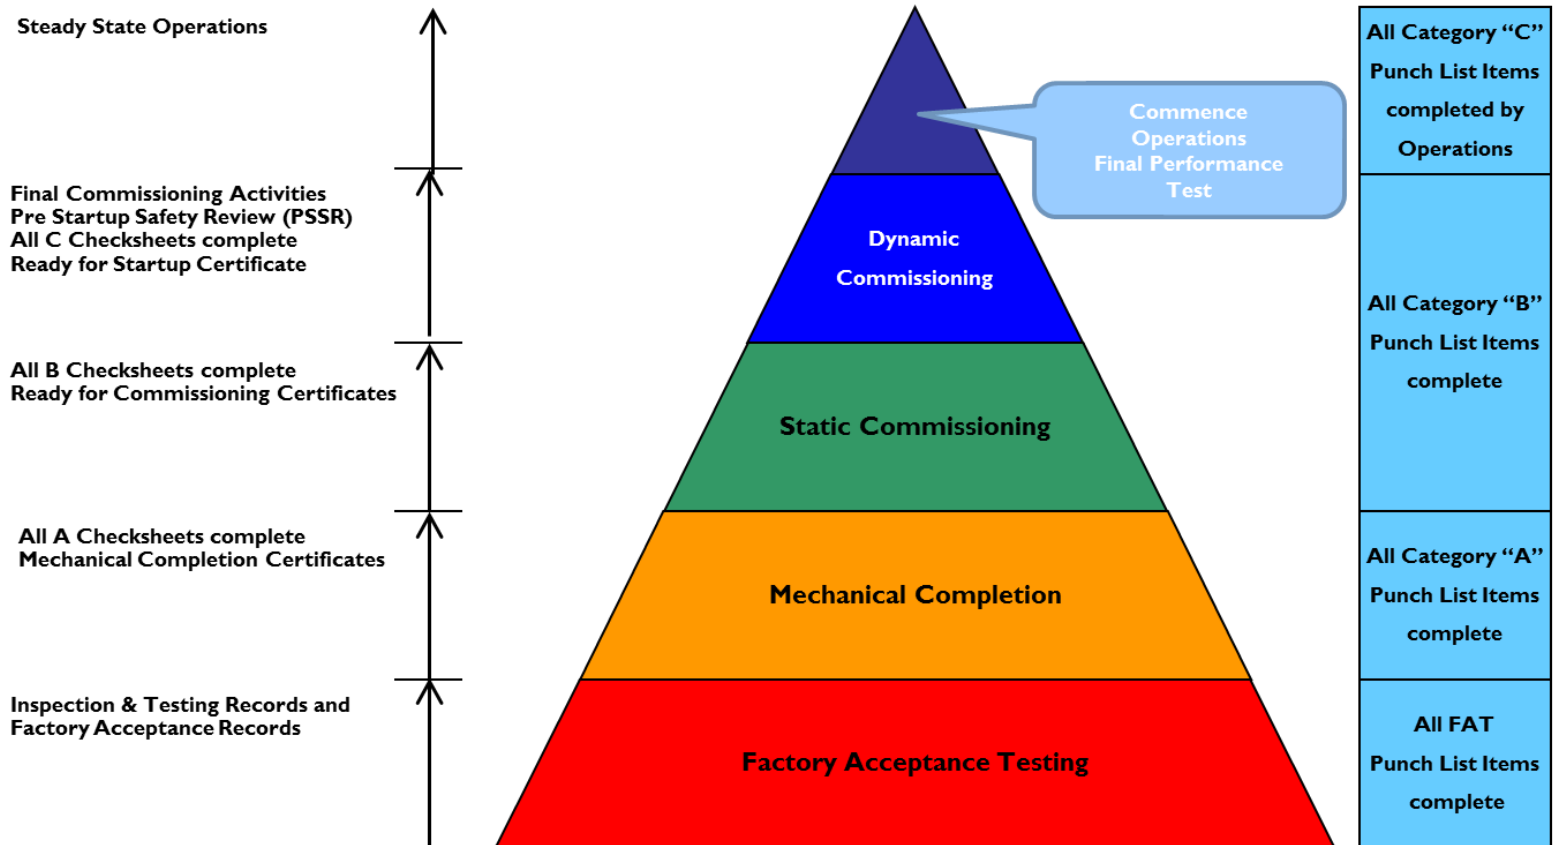 Steady State Operations
Final Commissioning Activities
Pre Startup Safety Review (PSSR)
All C Checksheets complete
Ready for Startup Certificate
All B Checksheets complete
Ready for Commissioning Certificates
All A Checksheets complete
Mechanical Completion Certificates
Inspection & Testing Records and
Factory Acceptance Records
Commence
Operations
Final Performance
Test
Dynamic
Commissioning
Static Commissioning
Mechanical Completion
Factory Acceptance Testing
All Category “C”
Punch List Items
completed by
Operations
All Category “B”
Punch List Items
complete
All Category “A”
Punch List Items
complete
All FAT
Punch List Items
complete